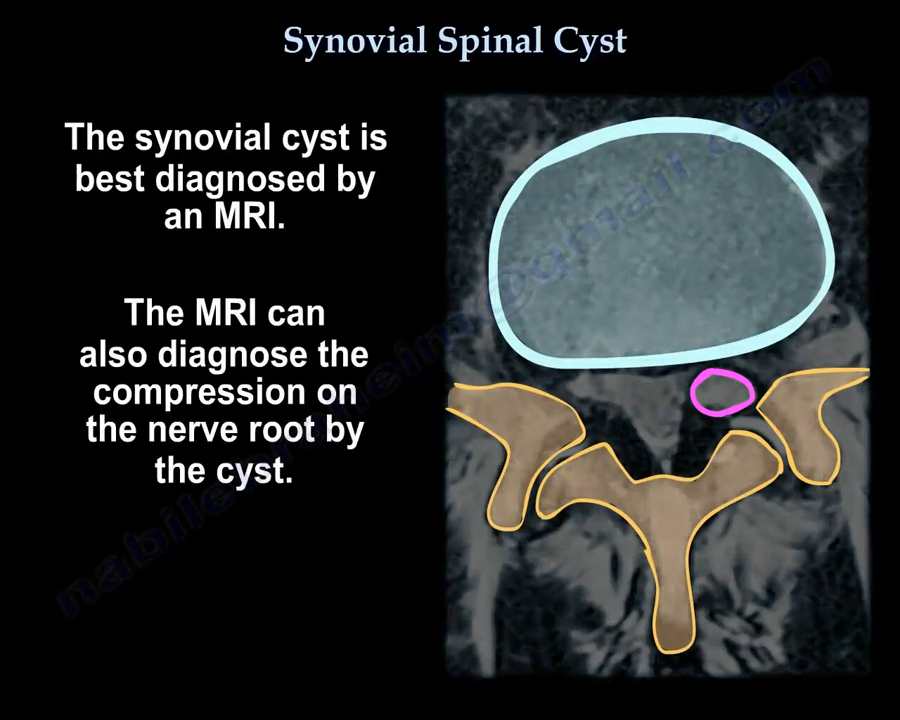 Synovial Spinal Cyst
The synovial cyst is
best diagnosed by
an MRI.
The MRI can
also diagnose the
compression on
the nerve root by
the cyst.